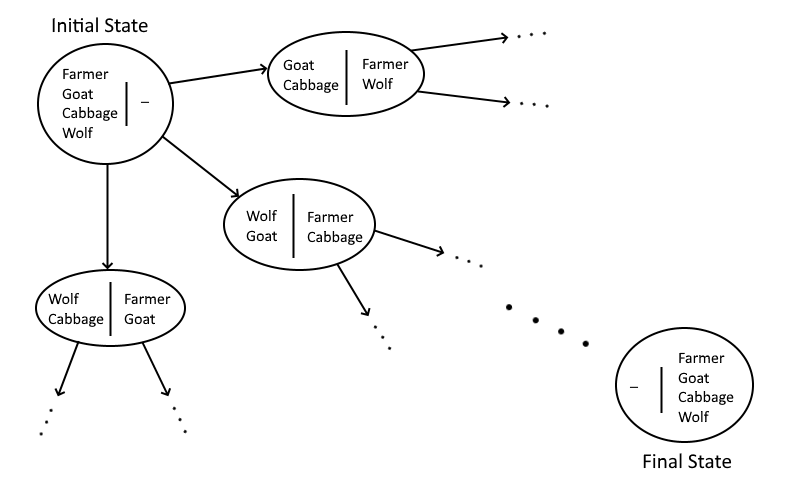 Initial State
Farmer
Goat
Cabbage
Wolf
–
Goat
Cabbage
Farmer
Wolf
Wolf
Goat
Farmer
Cabbage
Wolf
Cabbage
Farmer
Goat
–
Farmer
Goat
Cabbage
Wolf
Final State